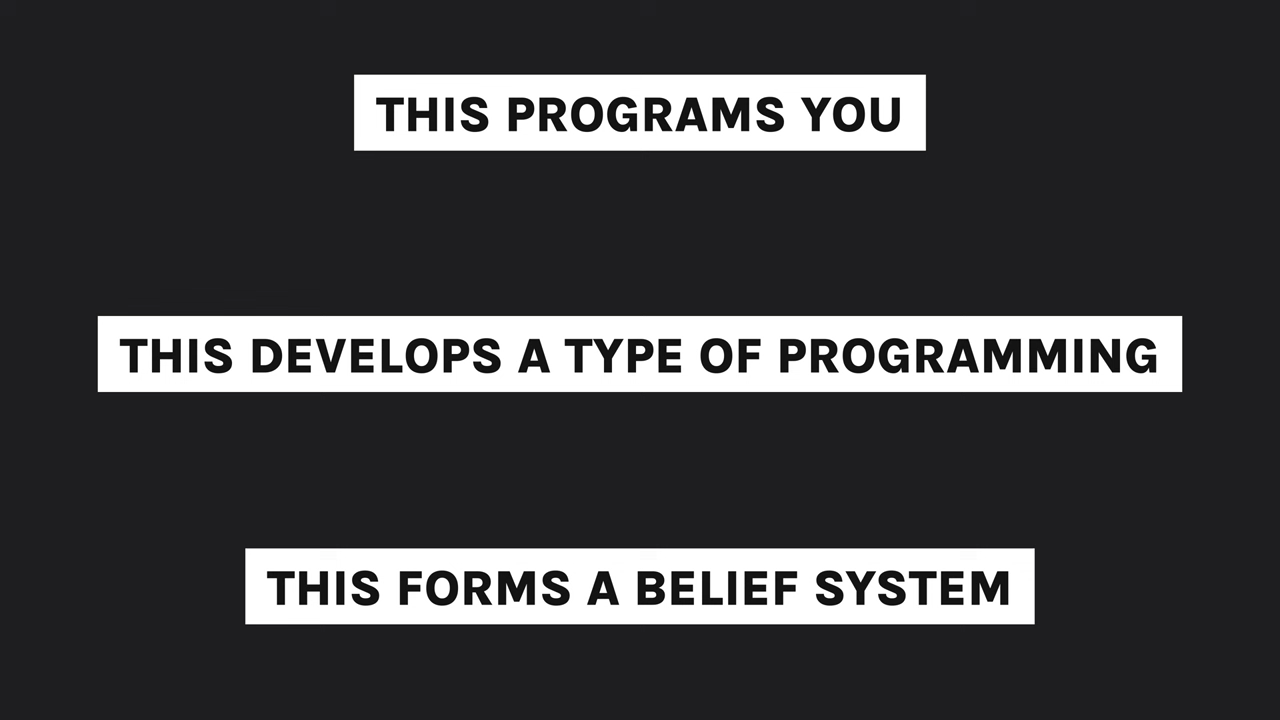 THIS PROGRAMS YOU
THIS DEVELOPS A TYPE OF PROGRAMMING
THIS FORMS A BELIEF SYSTEM